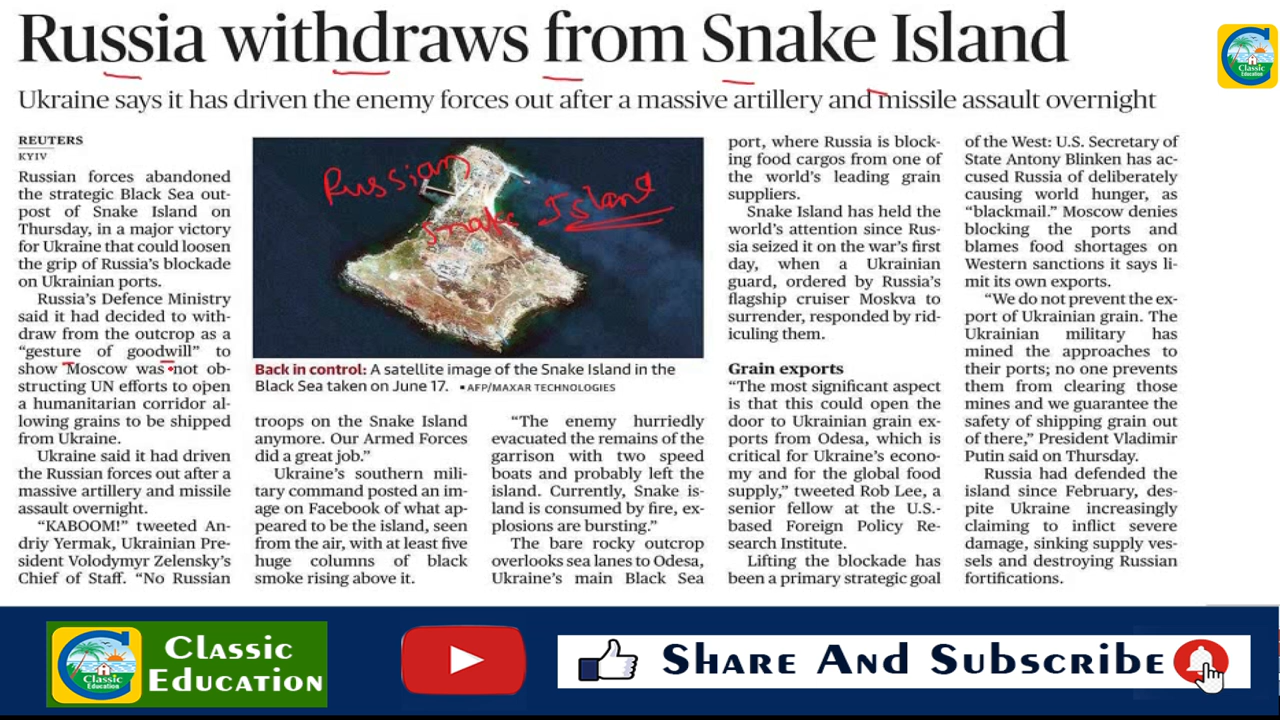 Russia withdraws from Snake Island
Classic
Education
Ukraine says it has driven the enemy forces out after a massive artillery and missile assault overnight
REUTERS
KYIV
Russian forces abandoned
the strategic Black Sea out-
post of Snake Island on
Thursday, in a major victory
for Ukraine that could loosen
the grip of Russia's blockade
on Ukrainian ports.
Russia's Defence Ministry
said it had decided to with-
draw from the outcrop as a
“gesture of goodwill” to
show Moscow was not ob-
structing UN efforts to open
a humanitarian corridor al-
lowing grains to be shipped
from Ukraine.
Ukraine said it had driven
the Russian forces out after a
massive artillery and missile
assault overnight.
“KABOOM!” tweeted An-
driy Yermak, Ukrainian Pre-
sident Volodymyr Zelensky's
Chief of Staff. “No Russian
Russian
Snake Island
Back in control: A satellite image of the Snake Island in the
Black Sea taken on June 17. ▪ AFP/MAXAR TECHNOLOGIES
troops on the Snake Island
anymore. Our Armed Forces
did a great job.”
Ukraine's southern mili-
tary command posted an im-
age on Facebook of what ap-
peared to be the island, seen
from the air, with at least five
huge columns of black
smoke rising above it.
“The enemy hurriedly
evacuated the remains of the
garrison with two speed
boats and probably left the
island. Currently, Snake is-
land is consumed by fire, ex-
plosions are bursting.”
The bare rocky outcrop
overlooks sea lanes to Odesa,
Ukraine's main Black Sea
port, where Russia is block-
ing food cargos from one of
the world's leading grain
suppliers.
Snake Island has held the
world's attention since Rus-
sia seized it on the war's first
day, when a Ukrainian
guard, ordered by Russia's
flagship cruiser Moskva to
surrender, responded by rid-
iculing them.
Grain exports
“The most significant aspect
is that this could open the
door to Ukrainian grain ex-
ports from Odesa, which is
critical for Ukraine's econo-
my and for the global food
supply,” tweeted Rob Lee, a
senior fellow at the U.S.-
based Foreign Policy Re-
search Institute.
Lifting the blockade has
been a primary strategic goal
of the West: U.S. Secretary of
State Antony Blinken has ac-
cused Russia of deliberately
causing world hunger, as
“blackmail.” Moscow denies
blocking the ports and
blames food shortages on
Western sanctions it says li-
mit its own exports.
“We do not prevent the ex-
port of Ukrainian grain. The
Ukrainian military has
mined the approaches to
their ports; no one prevents
them from clearing those
mines and we guarantee the
safety of shipping grain out
of there,” President Vladimir
Putin said on Thursday.
Russia had defended the
island since February, des-
pite Ukraine increasingly
claiming to inflict severe
damage, sinking supply ves-
sels and destroying Russian
fortifications.
Classic
Education
Classic
Education
Share And Subscribe